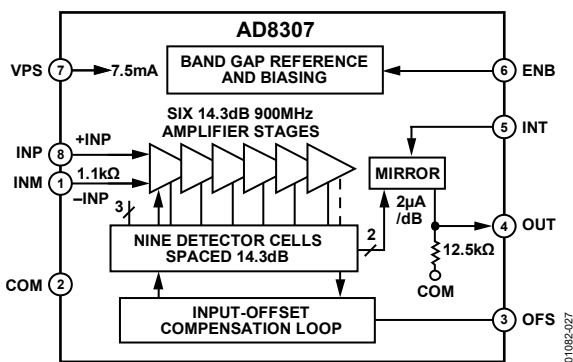 AD8307
VPS
7
7.5mA
BAND GAP REFERENCE
AND BIASING
6
ENB
SIX 14.3dB 900MHz
AMPLIFIER STAGES
5
INT
INP
8
+INP
MIRROR
INM
1
1.1kΩ
–INP
3
2µA
/dB
4
OUT
NINE DETECTOR CELLS
SPACED 14.3dB
2
12.5kΩ
COM
COM
2
INPUT-OFFSET
COMPENSATION LOOP
3
OFS
01082-027